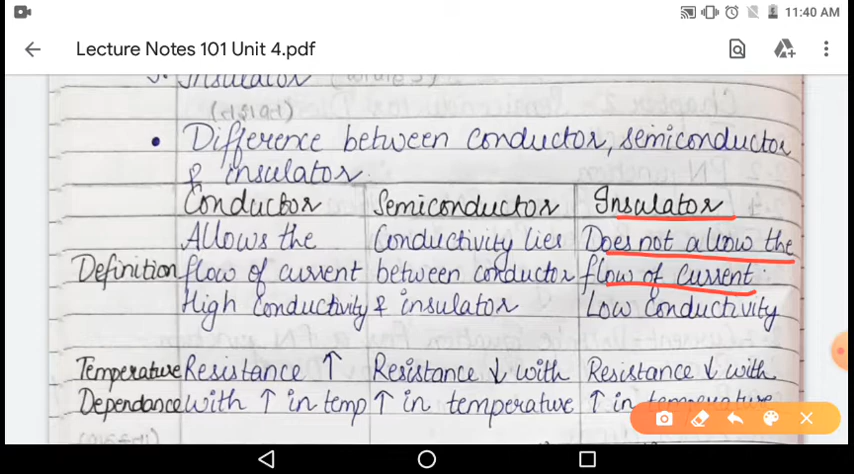 11:40 AM
Lecture Notes 101 Unit 4.pdf
Insulator
• Difference between conductor, semiconductor
& insulator.
Conductor Semiconductor Insulator
Allows the Conductivity lies Does not allow the
Definition flow of current between conductor flow of current.
High Conductivity & insulator Low Conductivity
Temperature Resistance ↑ Resistance ↓ with Resistance ↓ with
Dependance with ↑ in temp ↑ in temperature ↑ in temperature